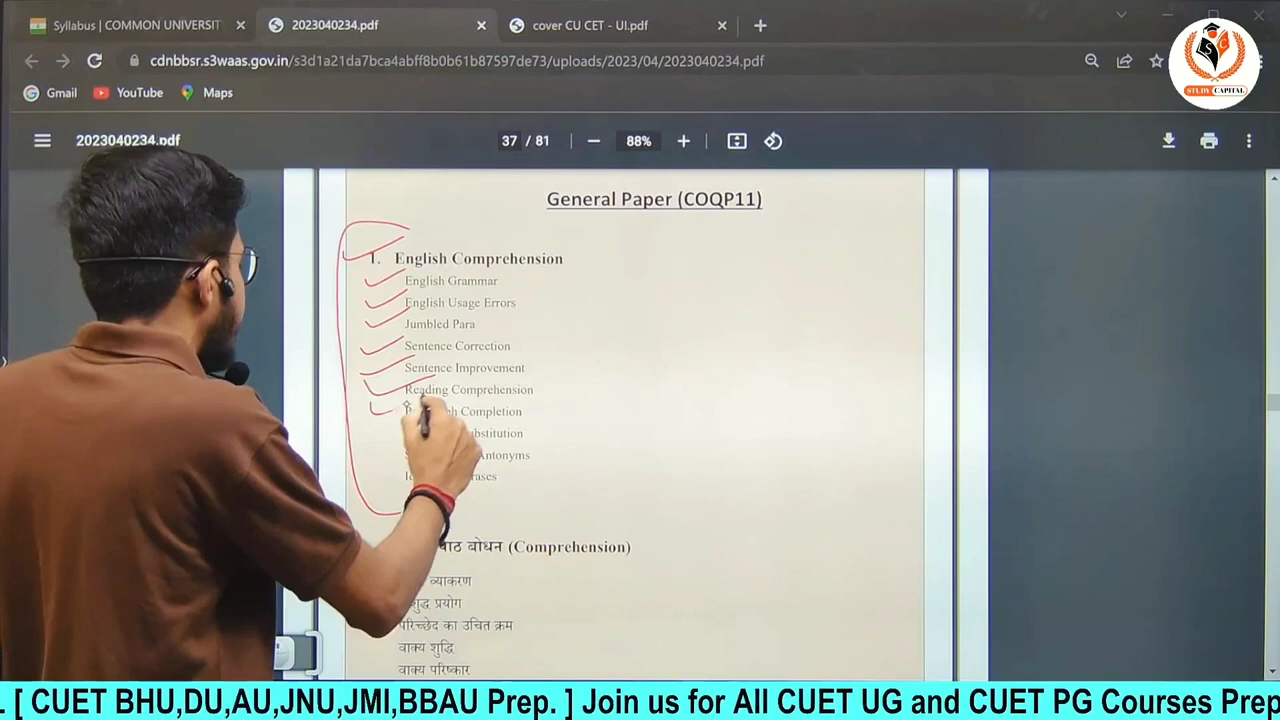 Syllabus | COMMON UNIVERSIT
2023040234.pdf
cover CU CET - UI.pdf
cdnbbsr.s3waas.gov.in/s3d1a21da7bca4abff8b0b61b87597de73/uploads/2023/04/2023040234.pdf
Gmail YouTube Maps
SC
STUDY CAPITAL
2023040234.pdf
37 / 81
88%
General Paper (COQP11)
1. English Comprehension
English Grammar
English Usage Errors
Jumbled Para
Sentence Correction
Sentence Improvement
Reading Comprehension
Completion
Antonyms
पाठ बोधन (Comprehension)
व्याकरण
प्रयोग
परिच्छेद का उचित क्रम
वाक्य शुद्धि
वाक्य परिष्कार
. [ CUET BHU,DU,AU,JNU,JMI,BBAU Prep. ] Join us for All CUET UG and CUET PG Courses Prep